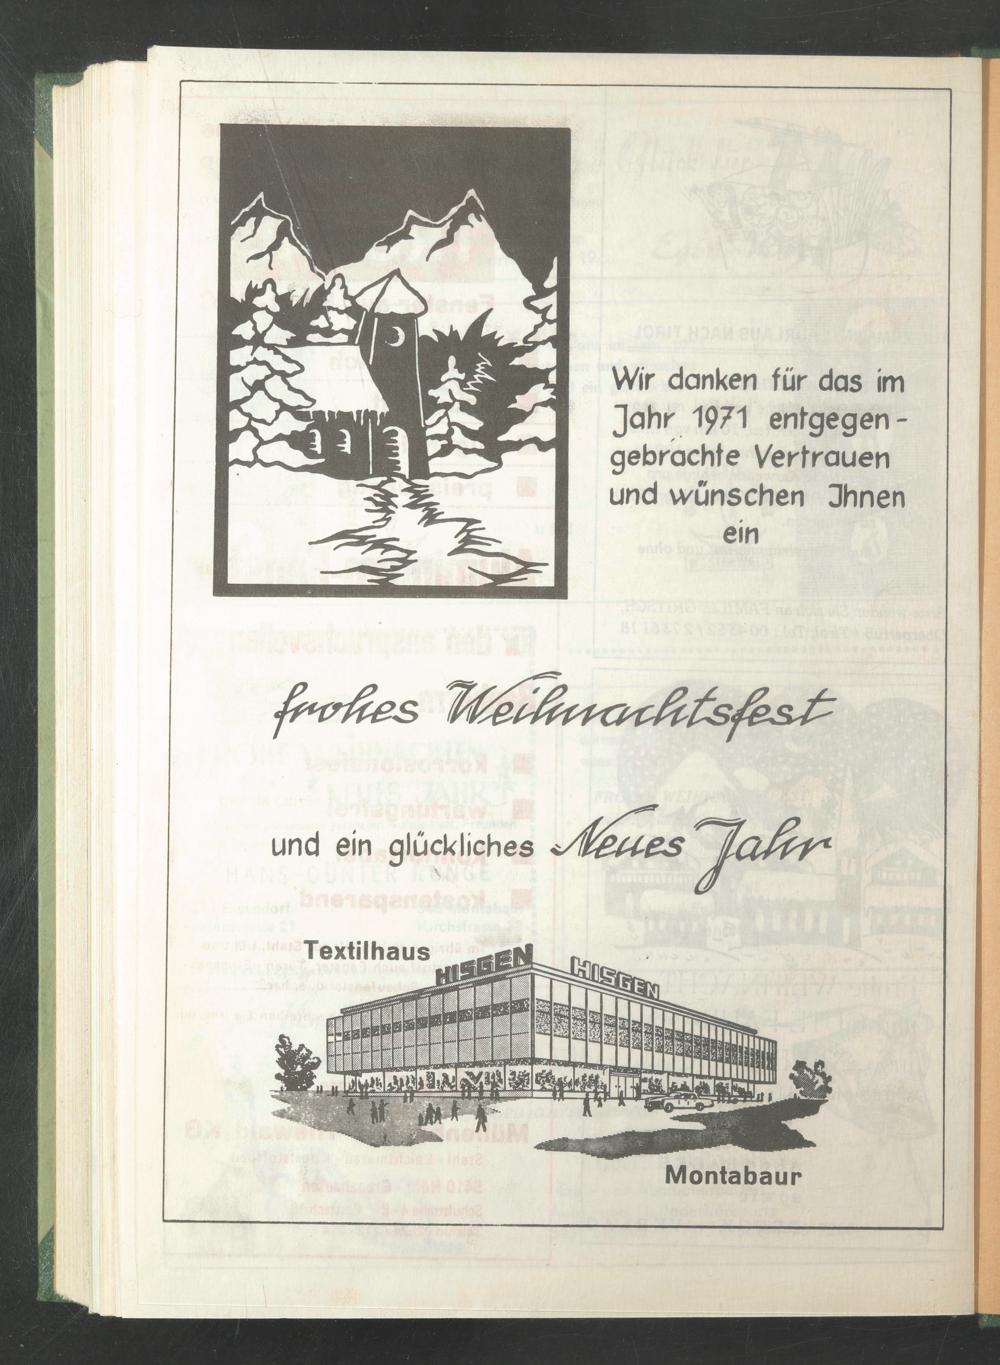 Wir danken für das im
Jahr 1971 entgegen-
gebrachte Vertrauen
und wünschen Ihnen
ein
frohes Weihnachtsfest
und ein glückliches Neues Jahr
Textilhaus
HISGEN
HISGEN
Montabaur